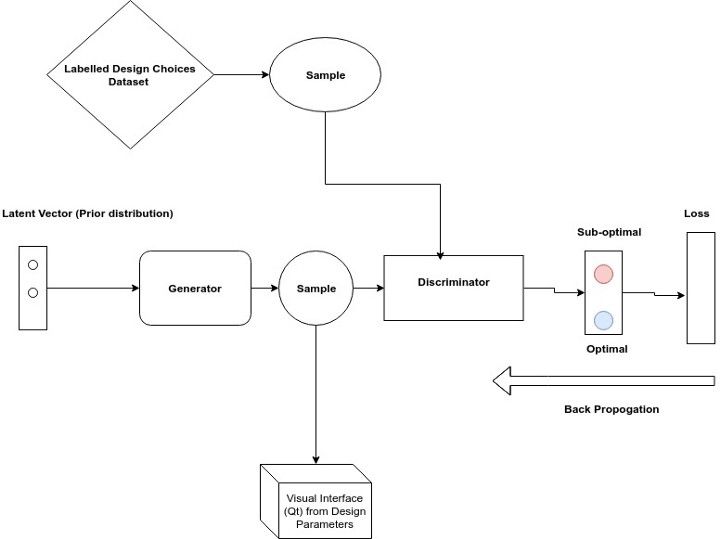 Labelled Design Choices
Dataset
Sample
Latent Vector (Prior distribution)
Loss
Sub-optimal
Generator
Sample
Discriminator
Optimal
Back Propogation
Visual Interface
(Qt) from Design
Parameters